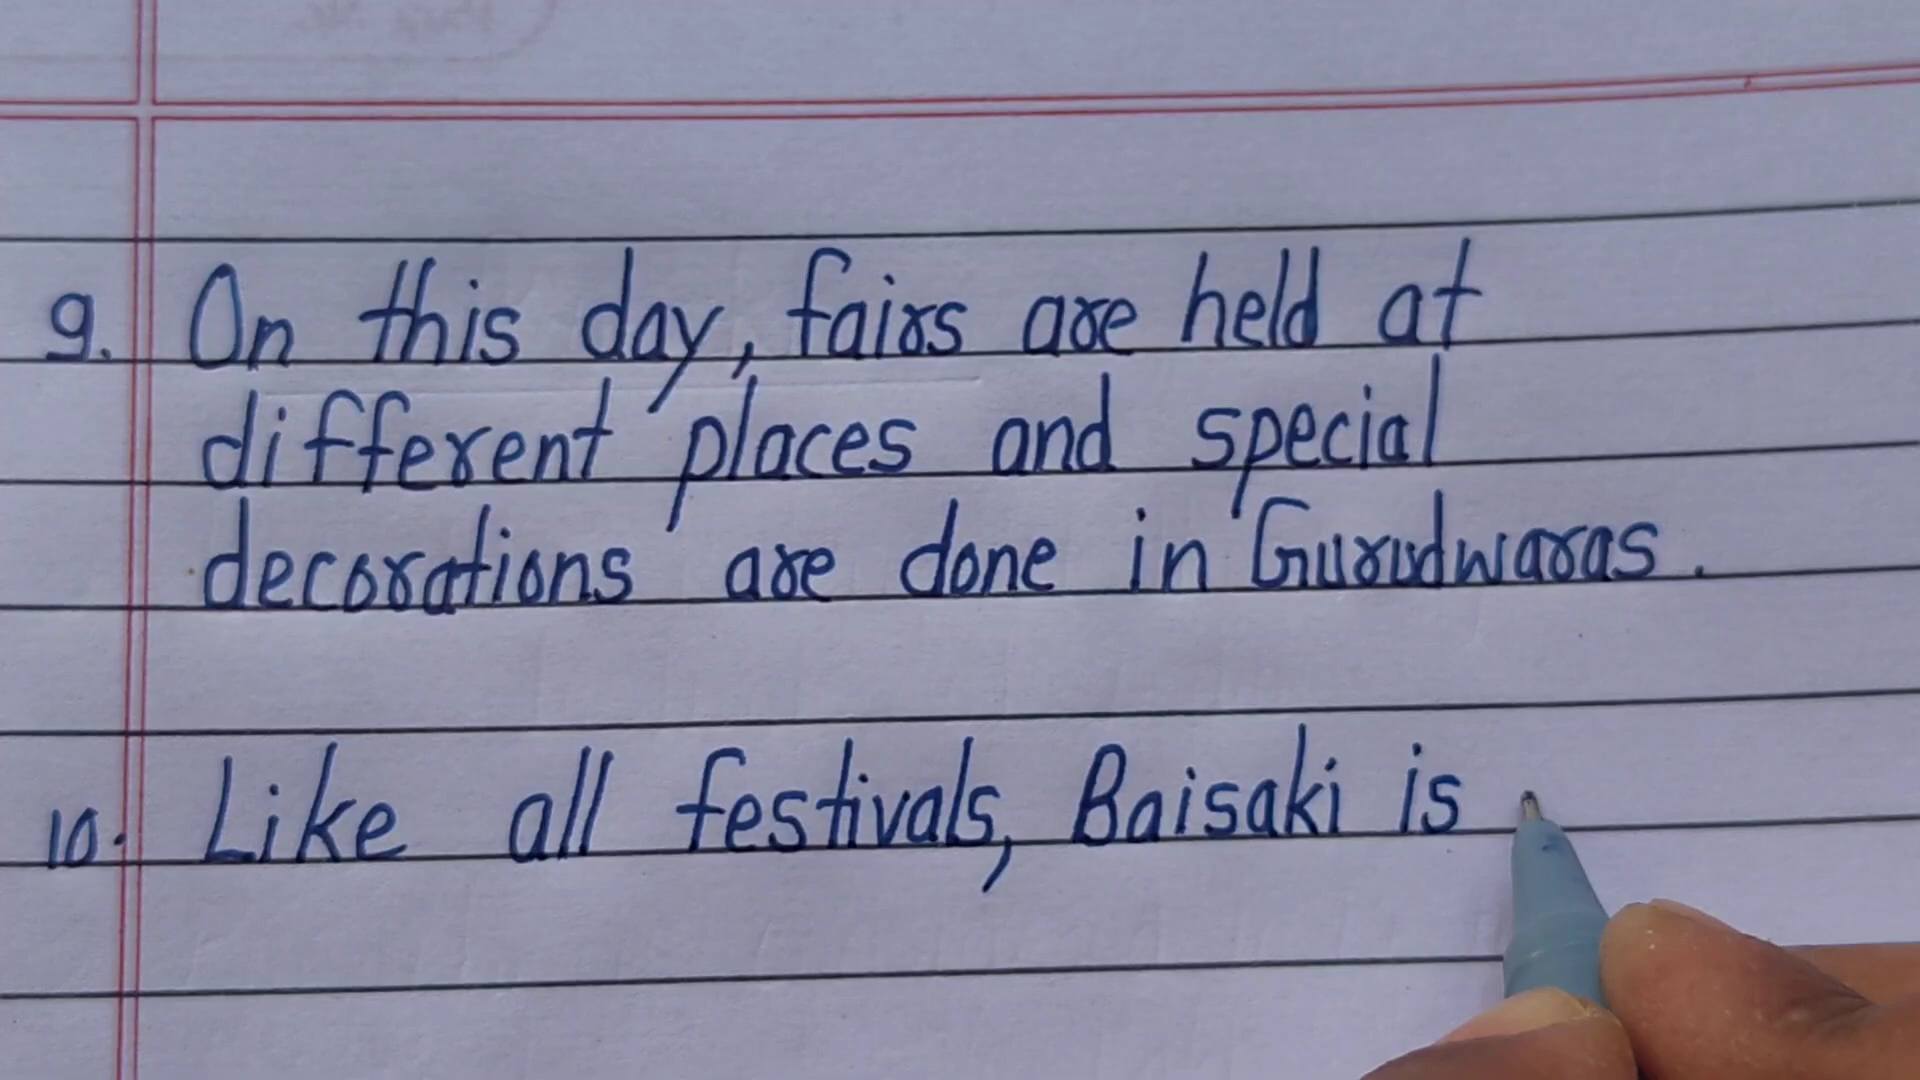 9. On this day, fairs are held at
different places and special
decorations are done in Gurudwaras.
10. Like all festivals, Baisaki is